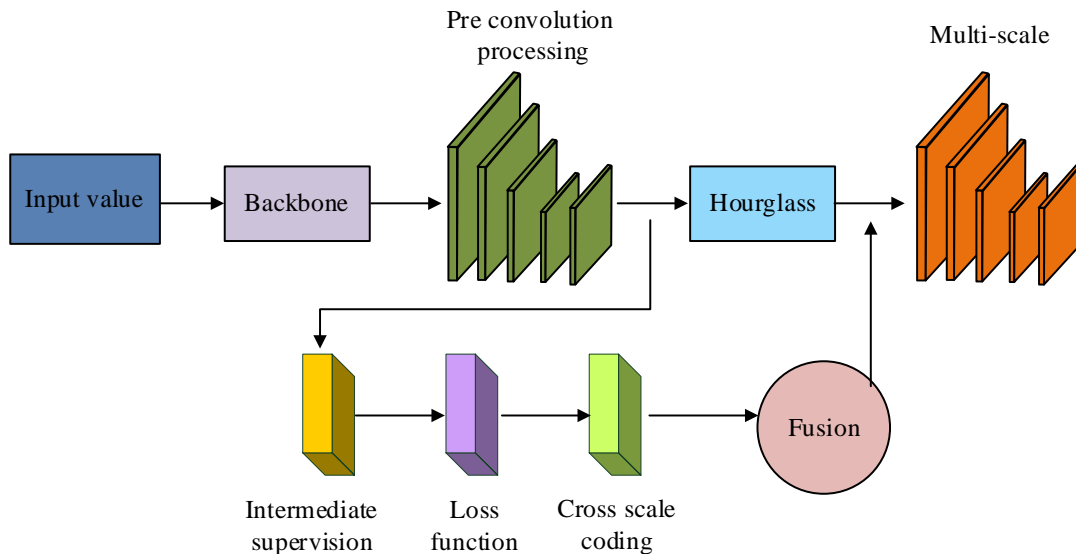 Pre convolution
processing
Multi-scale
Input value
Backbone
Hourglass
Fusion
Intermediate
supervision
Loss
function
Cross scale
coding